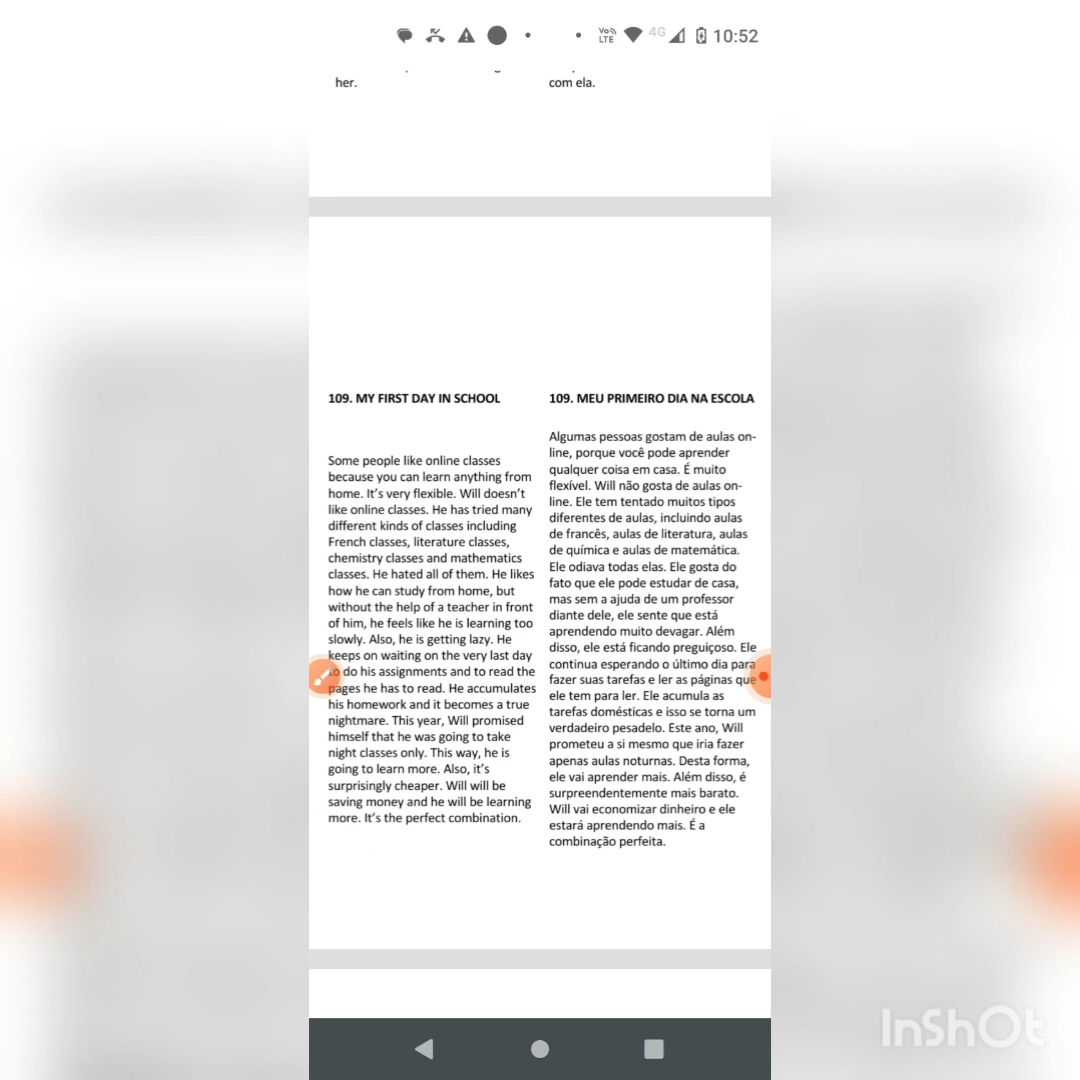 Vo LTE 4G 10:52
her.
com ela.
109. MY FIRST DAY IN SCHOOL
Some people like online classes
because you can learn anything from
home. It's very flexible. Will doesn't
like online classes. He has tried many
different kinds of classes including
French classes, literature classes,
chemistry classes and mathematics
classes. He hated all of them. He likes
how he can study from home, but
without the help of a teacher in front
of him, he feels like he is learning too
slowly. Also, he is getting lazy. He
keeps on waiting on the very last day
to do his assignments and to read the
pages he has to read. He accumulates
his homework and it becomes a true
nightmare. This year, Will promised
himself that he was going to take
night classes only. This way, he is
going to learn more. Also, it's
surprisingly cheaper. Will will be
saving money and he will be learning
more. It's the perfect combination.
109. MEU PRIMEIRO DIA NA ESCOLA
Algumas pessoas gostam de aulas on-
line, porque você pode aprender
qualquer coisa em casa. É muito
flexível. Will não gosta de aulas on-
line. Ele tem tentado muitos tipos
diferentes de aulas, incluindo aulas
de francês, aulas de literatura, aulas
de química e aulas de matemática.
Ele odiava todas elas. Ele gosta do
fato que ele pode estudar de casa,
mas sem a ajuda de um professor
diante dele, ele sente que está
aprendendo muito devagar. Além
disso, ele está ficando preguiçoso. Ele
continua esperando o último dia para
fazer suas tarefas e ler as páginas que
ele tem para ler. Ele acumula as
tarefas domésticas e isso se torna um
verdadeiro pesadelo. Este ano, Will
prometeu a si mesmo que iria fazer
apenas aulas noturnas. Desta forma,
ele vai aprender mais. Além disso, é
surpreendentemente mais barato.
Will vai economizar dinheiro e ele
estará aprendendo mais. É a
combinação perfeita.
InShOt